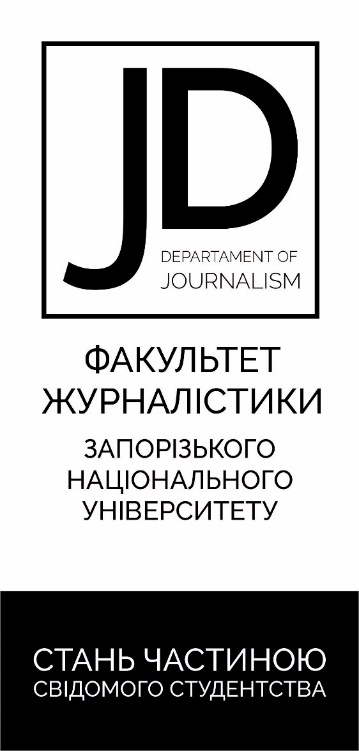 JD
DEPARTAMENT OF
JOURNALISM
ФАКУЛЬТЕТ
ЖУРНАЛІСТИКИ
ЗАПОРІЗЬКОГО
НАЦІОНАЛЬНОГО
УНІВЕРСИТЕТУ
СТАНЬ ЧАСТИНОЮ
СВІДОМОГО СТУДЕНТСТВА